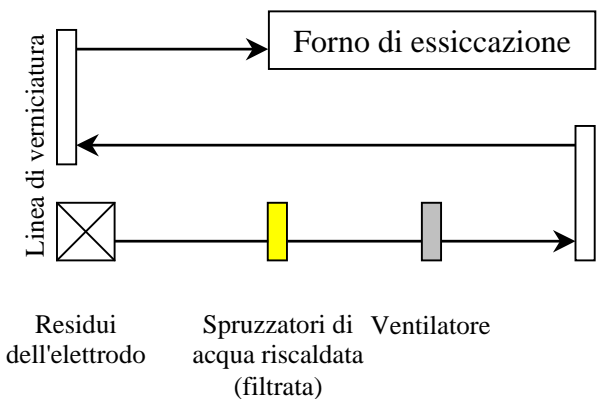 Forno di essiccazione
Linea di verniciatura
Residui
dell'elettrodo
Spruzzatori di
acqua riscaldata
(filtrata)
Ventilatore